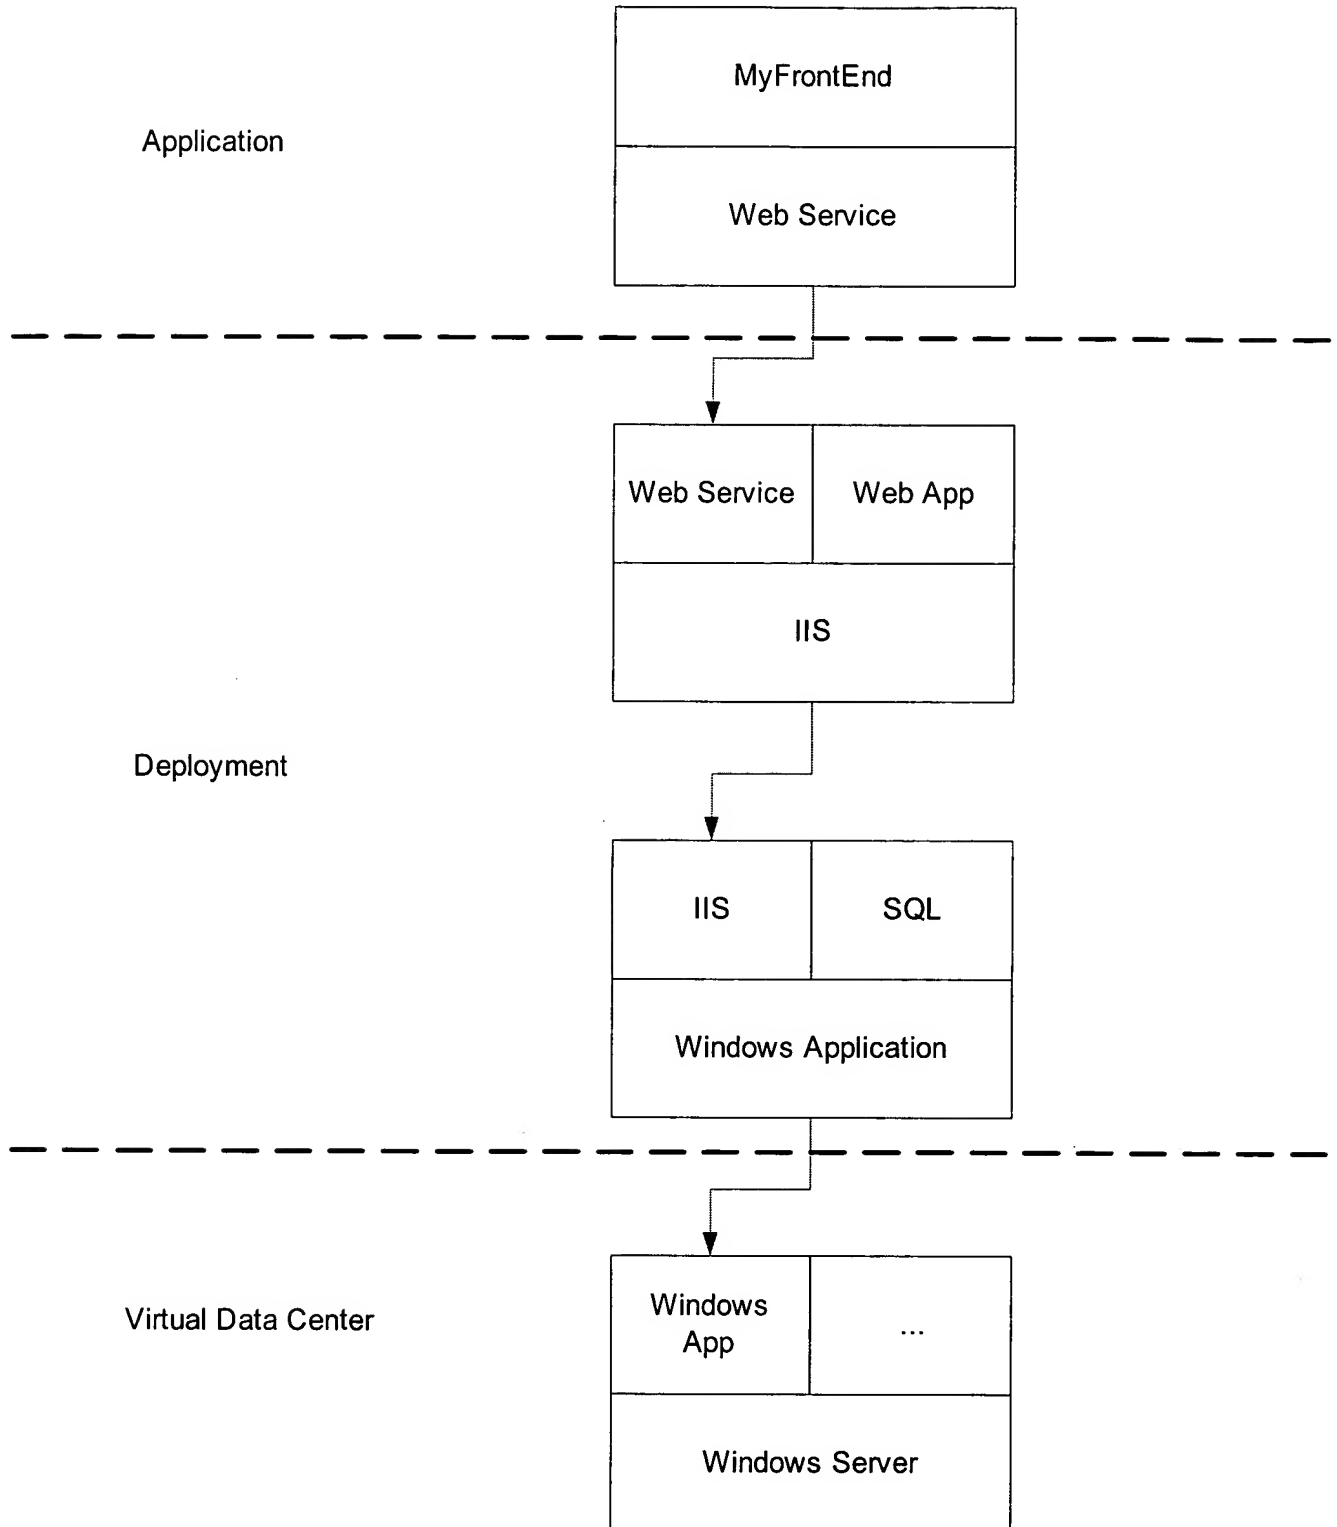 MyFrontEnd
Application
Web Service
Web Service
Web App
IIS
Deployment
IIS
SQL
Windows Application
Virtual Data Center
Windows
App
...
Windows Server